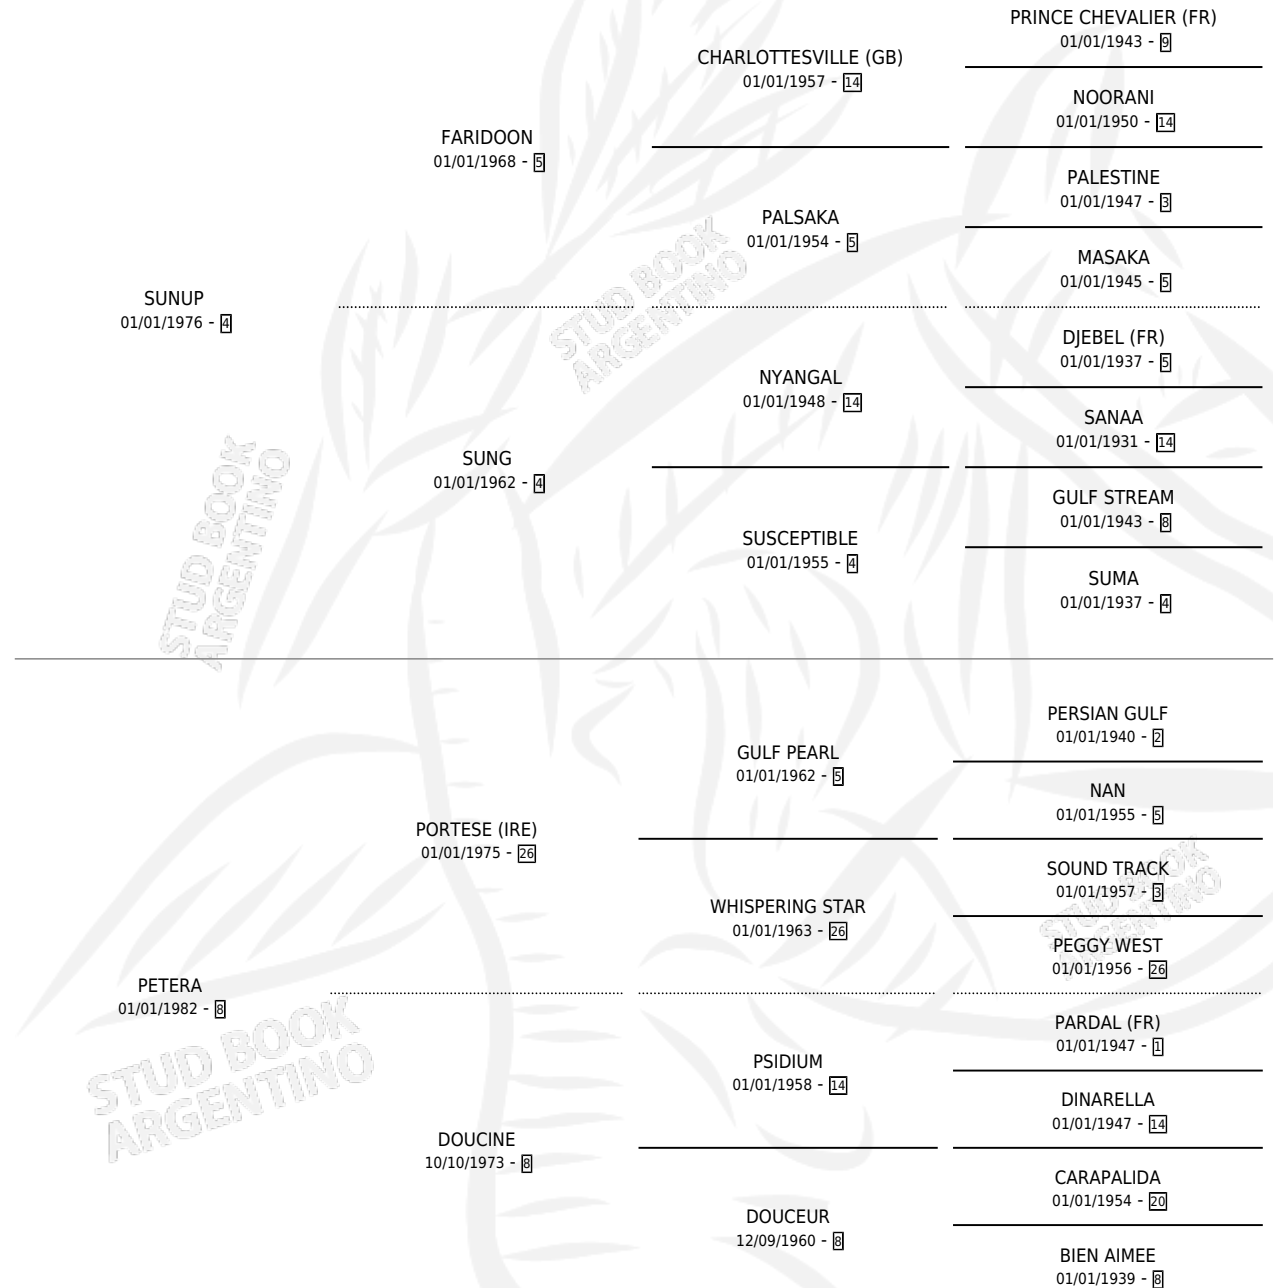 PRINCE CHEVALIER (FR)
01/01/1943 - 9
CHARLOTTESVILLE (GB)
01/01/1957 - 14
NOORANI
01/01/1950 - 14
FARIDOON
01/01/1968 - 5
PALESTINE
01/01/1947 - 3
PALSAKA
01/01/1954 - 5
MASAKA
01/01/1945 - 5
STUD BOOK
ARGENTINO
SUNUP
01/01/1976 - 4
DJEBEL (FR)
01/01/1937 - 5
NYANGAL
01/01/1948 - 14
SANAA
01/01/1931 - 14
SUNG
01/01/1962 - 4
GULF STREAM
01/01/1943 - 8
SUSCEPTIBLE
01/01/1955 - 4
SUMA
01/01/1937 - 4
STUD BOOK
ARGENTINO
PERSIAN GULF
01/01/1940 - 2
GULF PEARL
01/01/1962 - 5
NAN
01/01/1955 - 5
PORTESE (IRE)
01/01/1975 - 26
SOUND TRACK
01/01/1957 - 3
WHISPERING STAR
01/01/1963 - 26
PEGGY WEST
01/01/1956 - 26
STUD BOOK
ARGENTINO
PETERA
01/01/1982 - 8
PARDAL (FR)
01/01/1947 - 1
PSIDIUM
01/01/1958 - 14
DINARELLA
01/01/1947 - 14
STUD BOOK
ARGENTINO
DOUCINE
10/10/1973 - 8
CARAPALIDA
01/01/1954 - 20
DOUCEUR
12/09/1960 - 8
BIEN AIMEE
01/01/1939 - 8